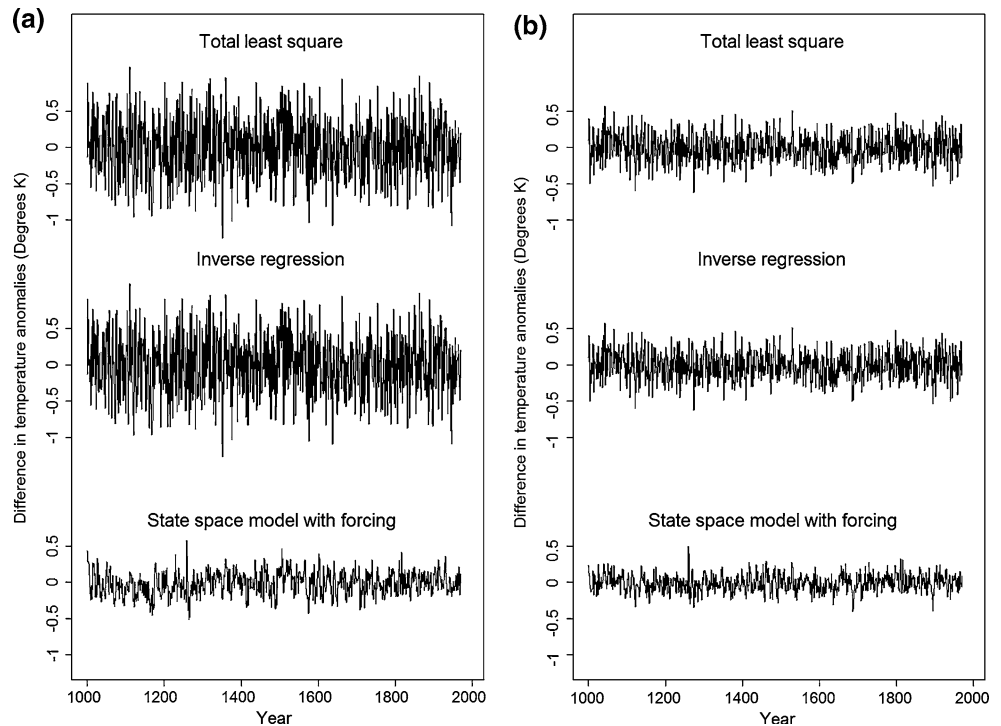 (a)
Difference in temperature anomalies (Degrees K)
Total least square
0.5
0
-0.5
-1
Inverse regression
0.5
0
-0.5
-1
State space model with forcing
0.5
0
-0.5
-1
1000 1200 1400 1600 1800 2000
Year
(b)
Difference in temperature anomalies (Degrees K)
Total least square
0.5
0
-0.5
-1
Inverse regression
0.5
0
-0.5
-1
State space model with forcing
0.5
0
-0.5
-1
1000 1200 1400 1600 1800 2000
Year